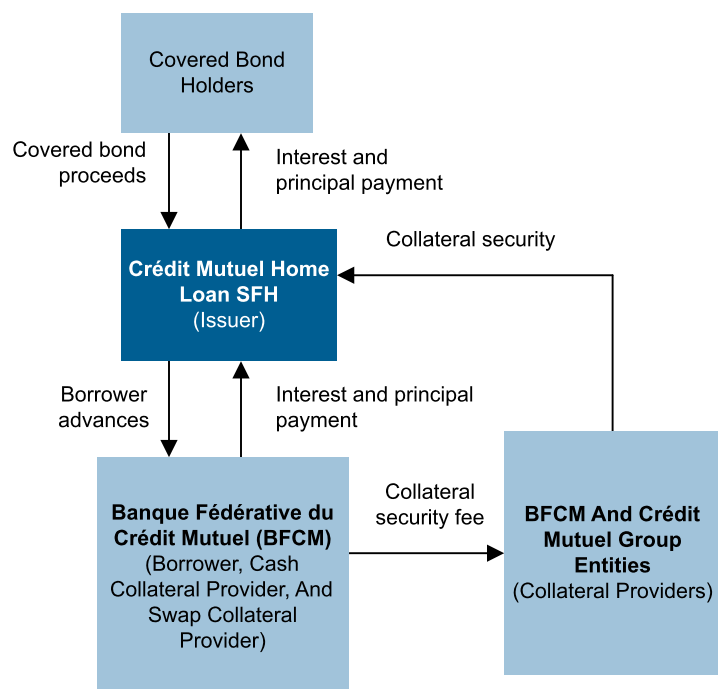 Covered Bond
Holders
Covered bond
proceeds
Interest and
principal payment
Collateral security
Crédit Mutuel Home
Loan SFH
(Issuer)
Borrower
advances
Interest and principal
payment
Banque Fédérative du
Crédit Mutuel (BFCM)
(Borrower, Cash
Collateral Provider, And
Swap Collateral
Provider)
Collateral
security fee
BFCM And Crédit
Mutuel Group
Entities
(Collateral Providers)